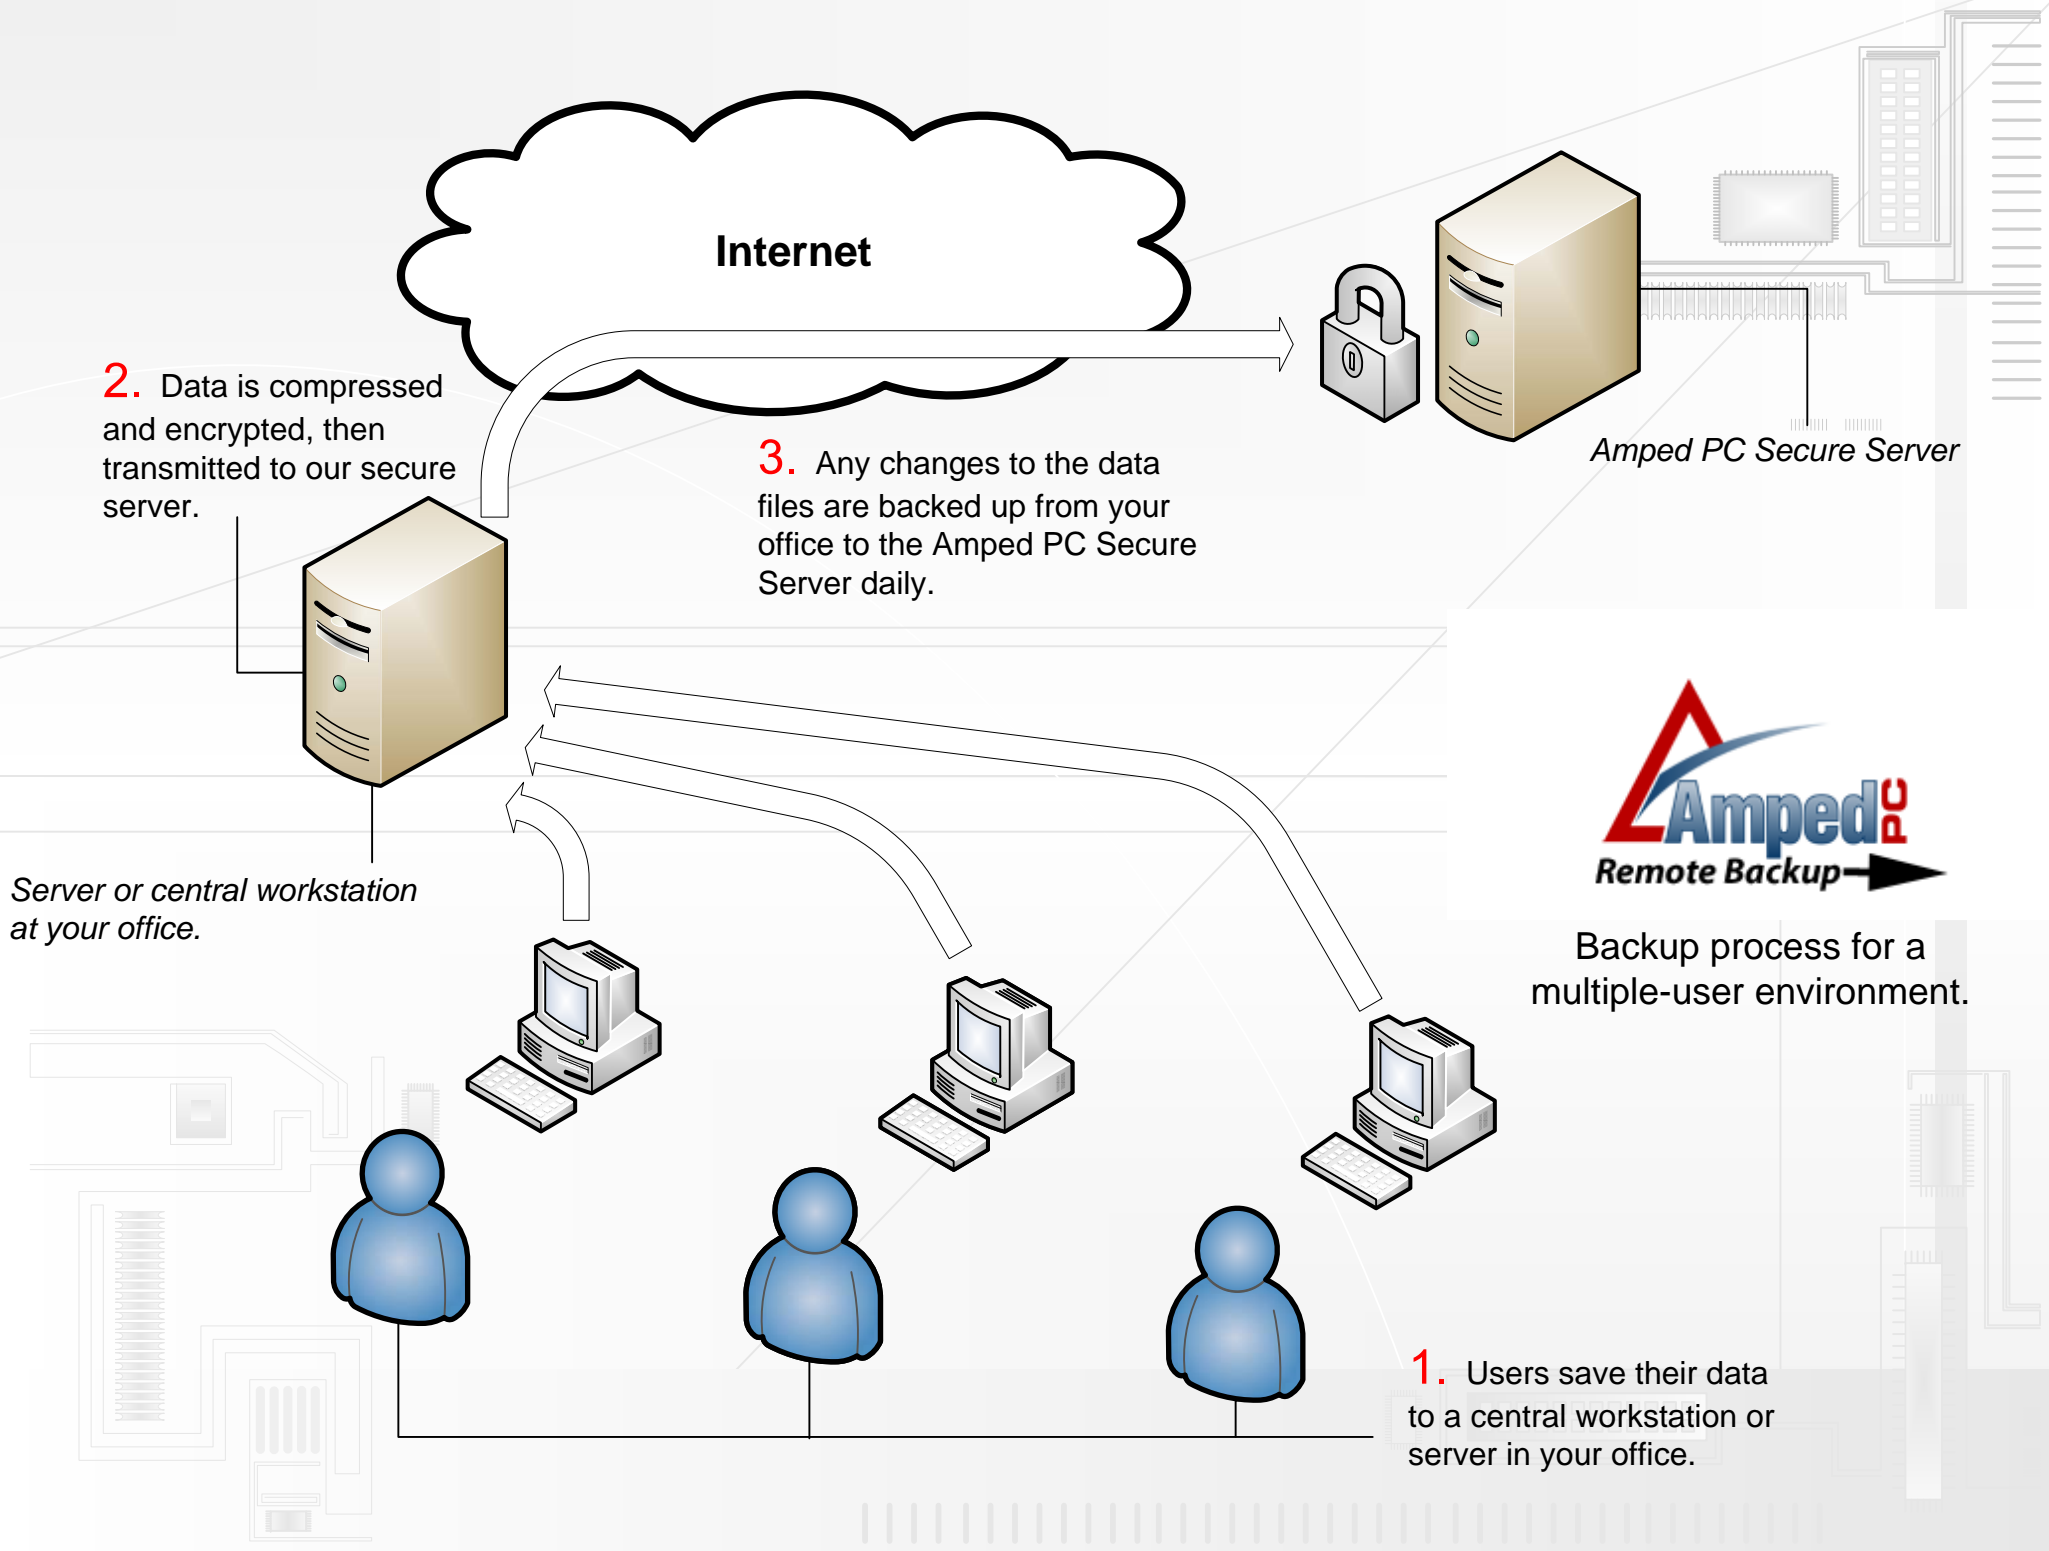 Internet
2. Data is compressed
and encrypted, then
transmitted to our secure
server.
3. Any changes to the data
files are backed up from your
office to the Amped PC Secure
Server daily.
Amped PC Secure Server
Server or central workstation
at your office.
Amped PC
Remote Backup
Backup process for a
multiple-user environment.
1. Users save their data
to a central workstation or
server in your office.